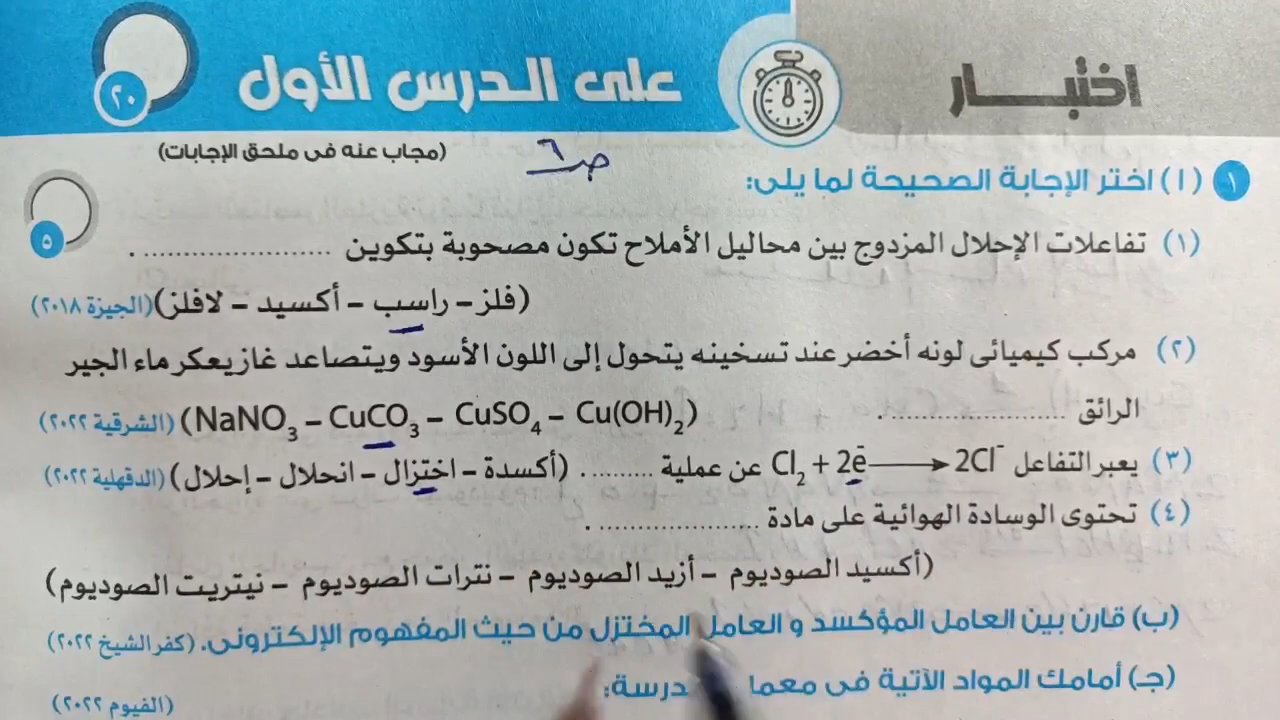 اختبـــار
على الدرس الأول
٢٠
(مجاب عنه فى ملحق الإجابات)
ص ٦
١ (أ) اختر الإجابة الصحيحة لما يلى:
٥
(١) تفاعلات الإحلال المزدوج بين محاليل الأملاح تكون مصحوبة بتكوين ...................... .
(فلز – راسب – أكسيد – لافلز) (الجيزة ٢٠١٨)
(٢) مركب كيميائى لونه أخضر عند تسخينه يتحول إلى اللون الأسود ويتصاعد غاز يعكر ماء الجير
الرائق ...................... . (NaNO₃ – CuCO₃ – CuSO₄ – Cu(OH)₂) (الشرقية ٢٠٢٢)
(٣) يعبر التفاعل Cl₂ + 2ē ⟶ 2Cl⁻ عن عملية ......... . (أكسدة – اختزال – انحلال – إحلال) (الدقهلية ٢٠٢٢)
(٤) تحتوى الوسادة الهوائية على مادة ...................... .
(أكسيد الصوديوم – أزيد الصوديوم – نترات الصوديوم – نيتريت الصوديوم)
(ب) قارن بين العامل المؤكسد و العامل المختزل من حيث المفهوم الإلكترونى. (كفر الشيخ ٢٠٢٢)
(جـ) أمامك المواد الآتية فى معما درسة: (الفيوم ٢٠٢٢)